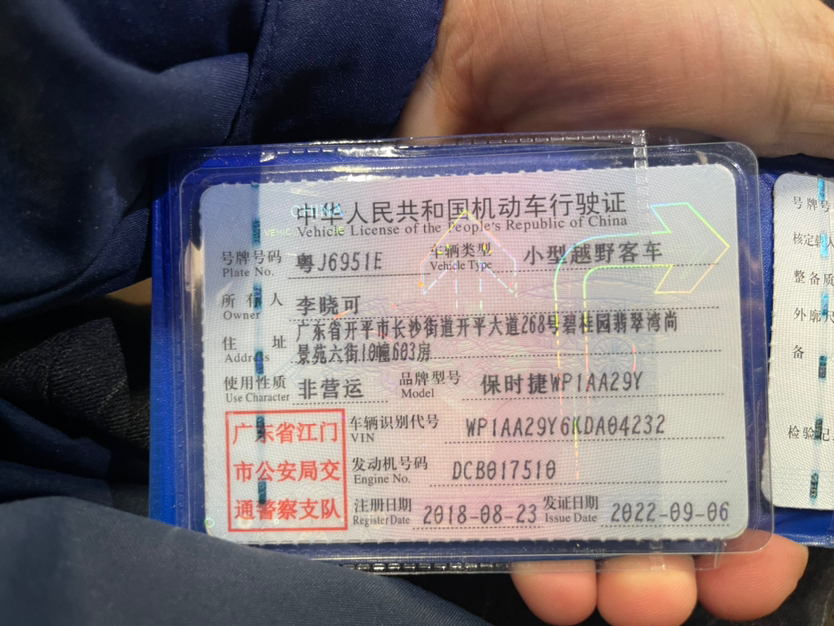 中华人民共和国机动车行驶证
Vehicle License of the People's Republic of China
号牌号码 粤J6951E 车辆类型 小型越野客车
Plate No. Vehicle Type
所有人 李晓可
Owner
住址 广东省开平市长沙街道开平大道268号碧桂园翡翠湾尚
Address 景苑六街10幢603房
使用性质 非营运 品牌型号 保时捷WP1AA29Y
Use Character Model
广东省江门
市公安局交
通警察支队
车辆识别代号 WP1AA29Y6KDA04232
VIN
发动机号码 DCB017510
Engine No.
注册日期 2018-08-23 发证日期 2022-09-06
Register Date Issue Date
号牌号
核定载人
整备质
外廓尺
备
检验记